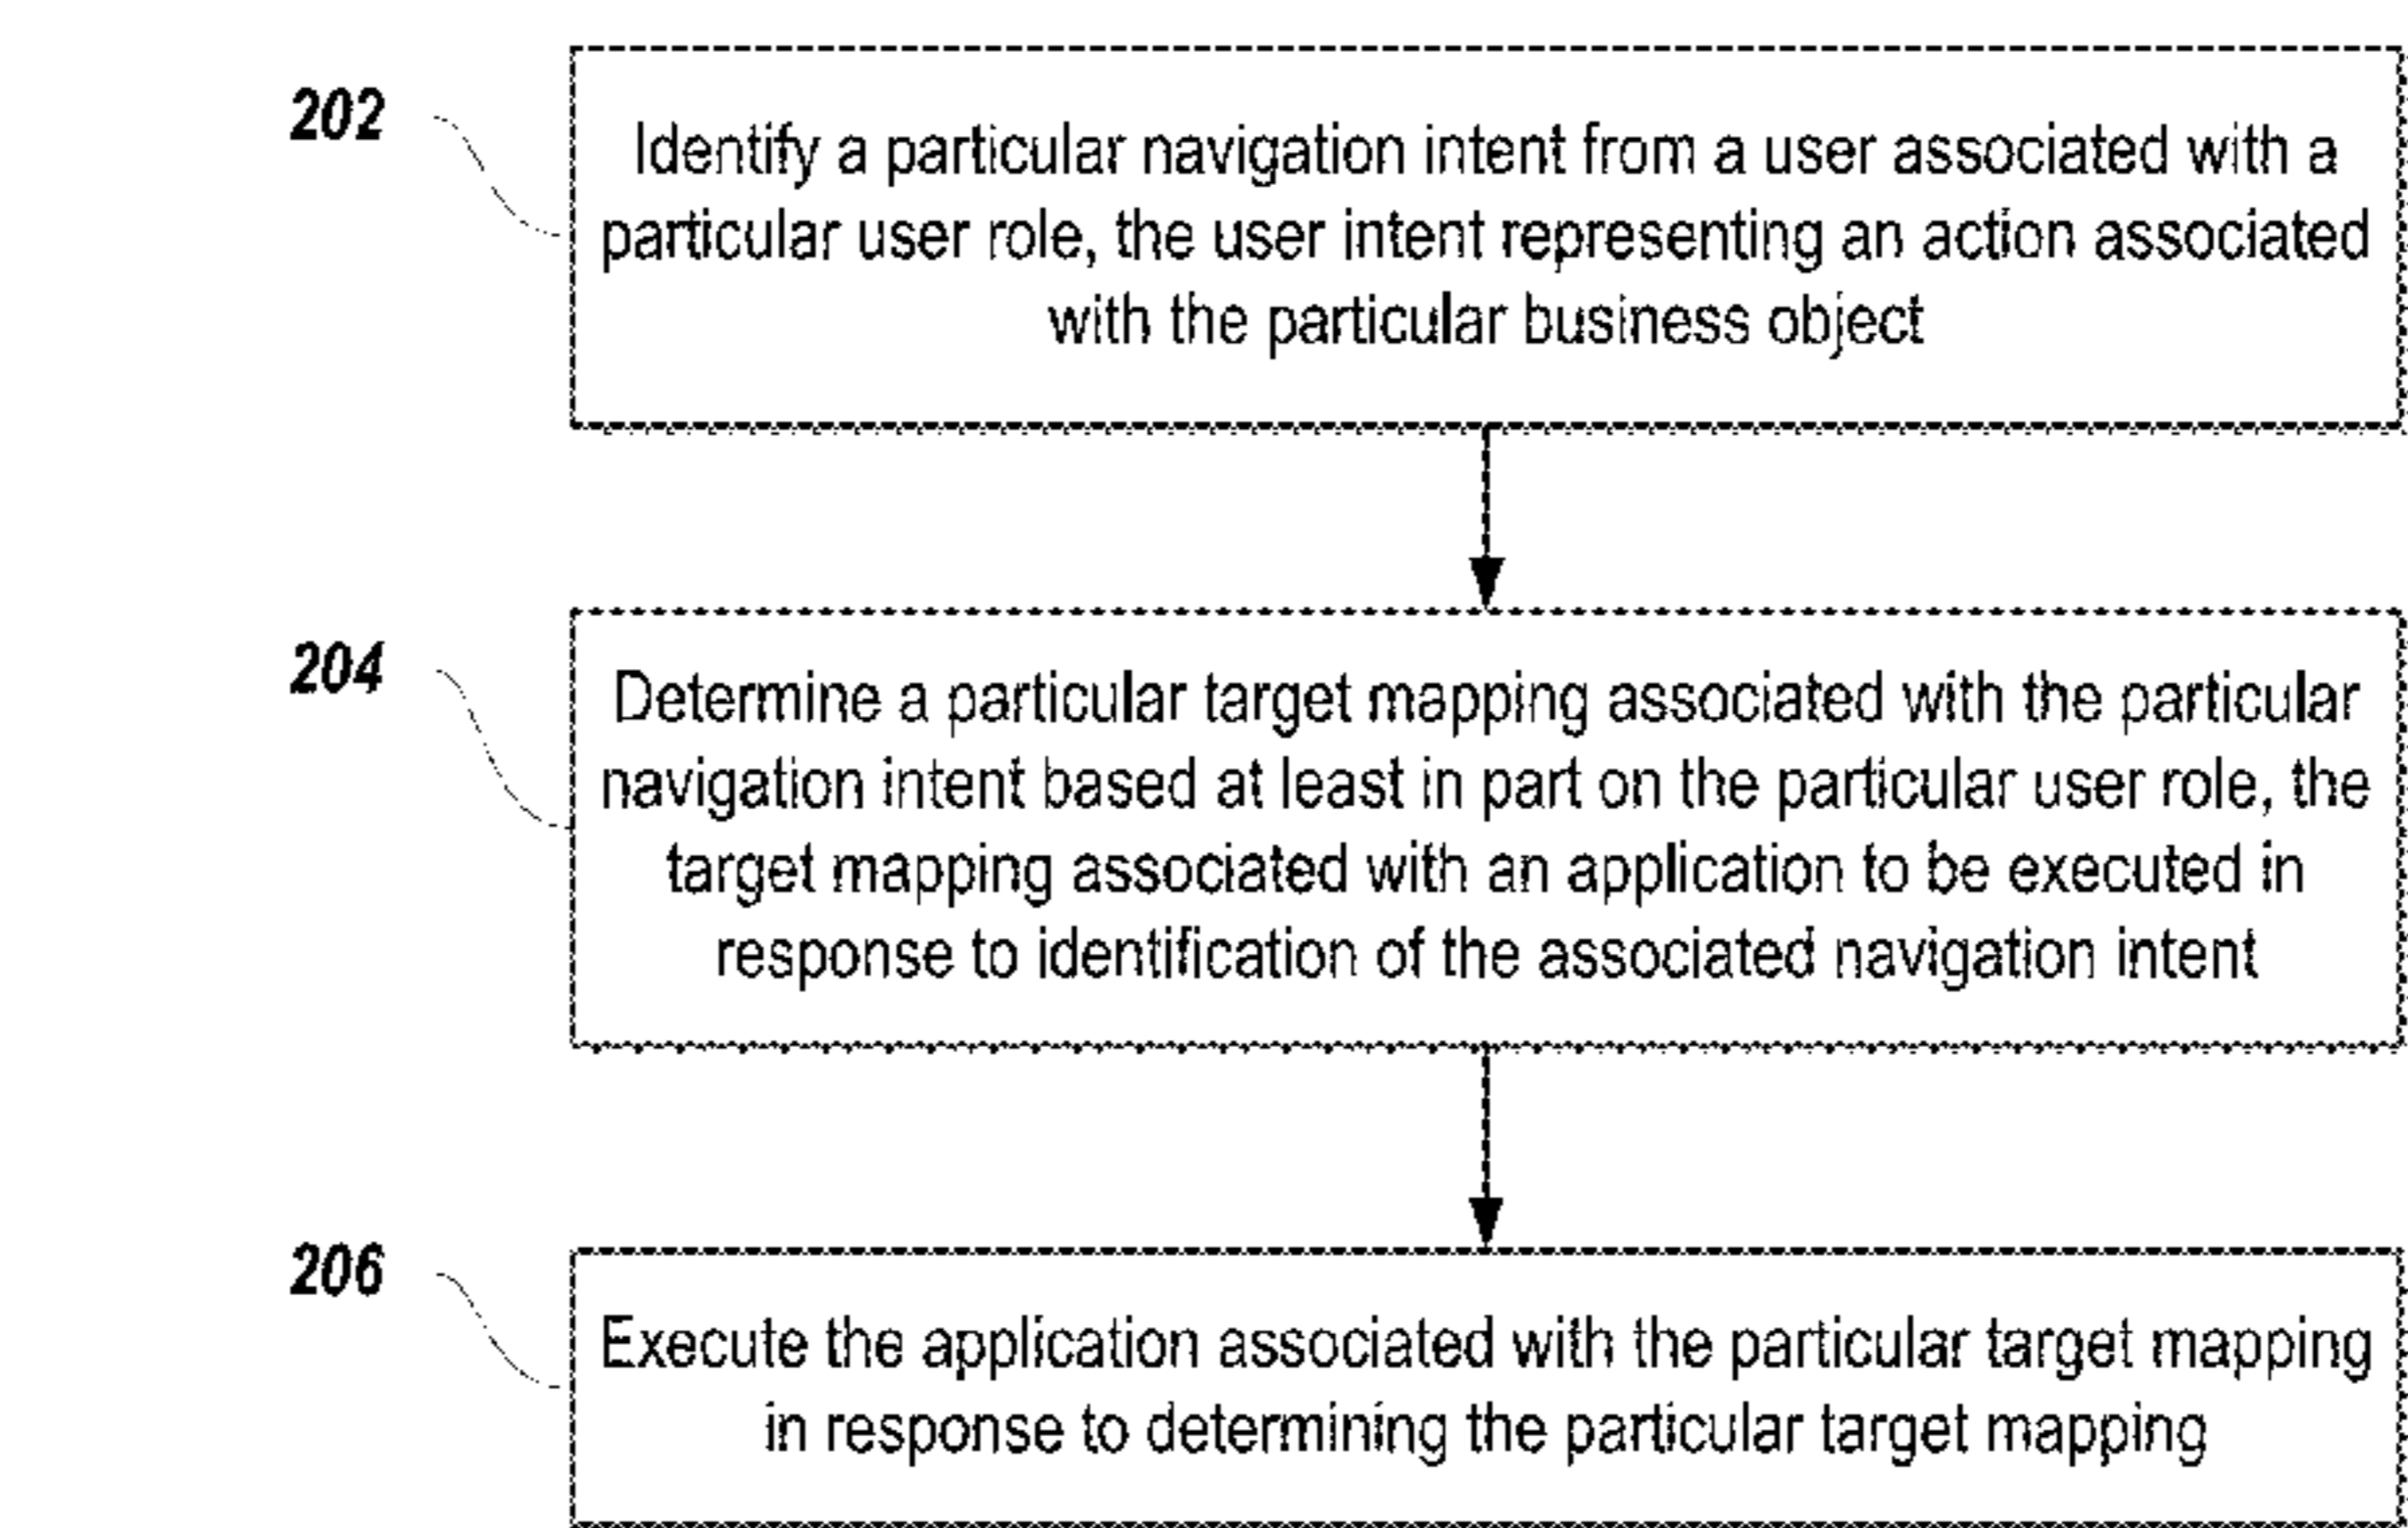 202
Identify a particular navigation intent from a user associated with a
particular user role, the user intent representing an action associated
with the particular business object
204
Determine a particular target mapping associated with the particular
navigation intent based at least in part on the particular user role, the
target mapping associated with an application to be executed in
response to identification of the associated navigation intent
206
Execute the application associated with the particular target mapping
in response to determining the particular target mapping